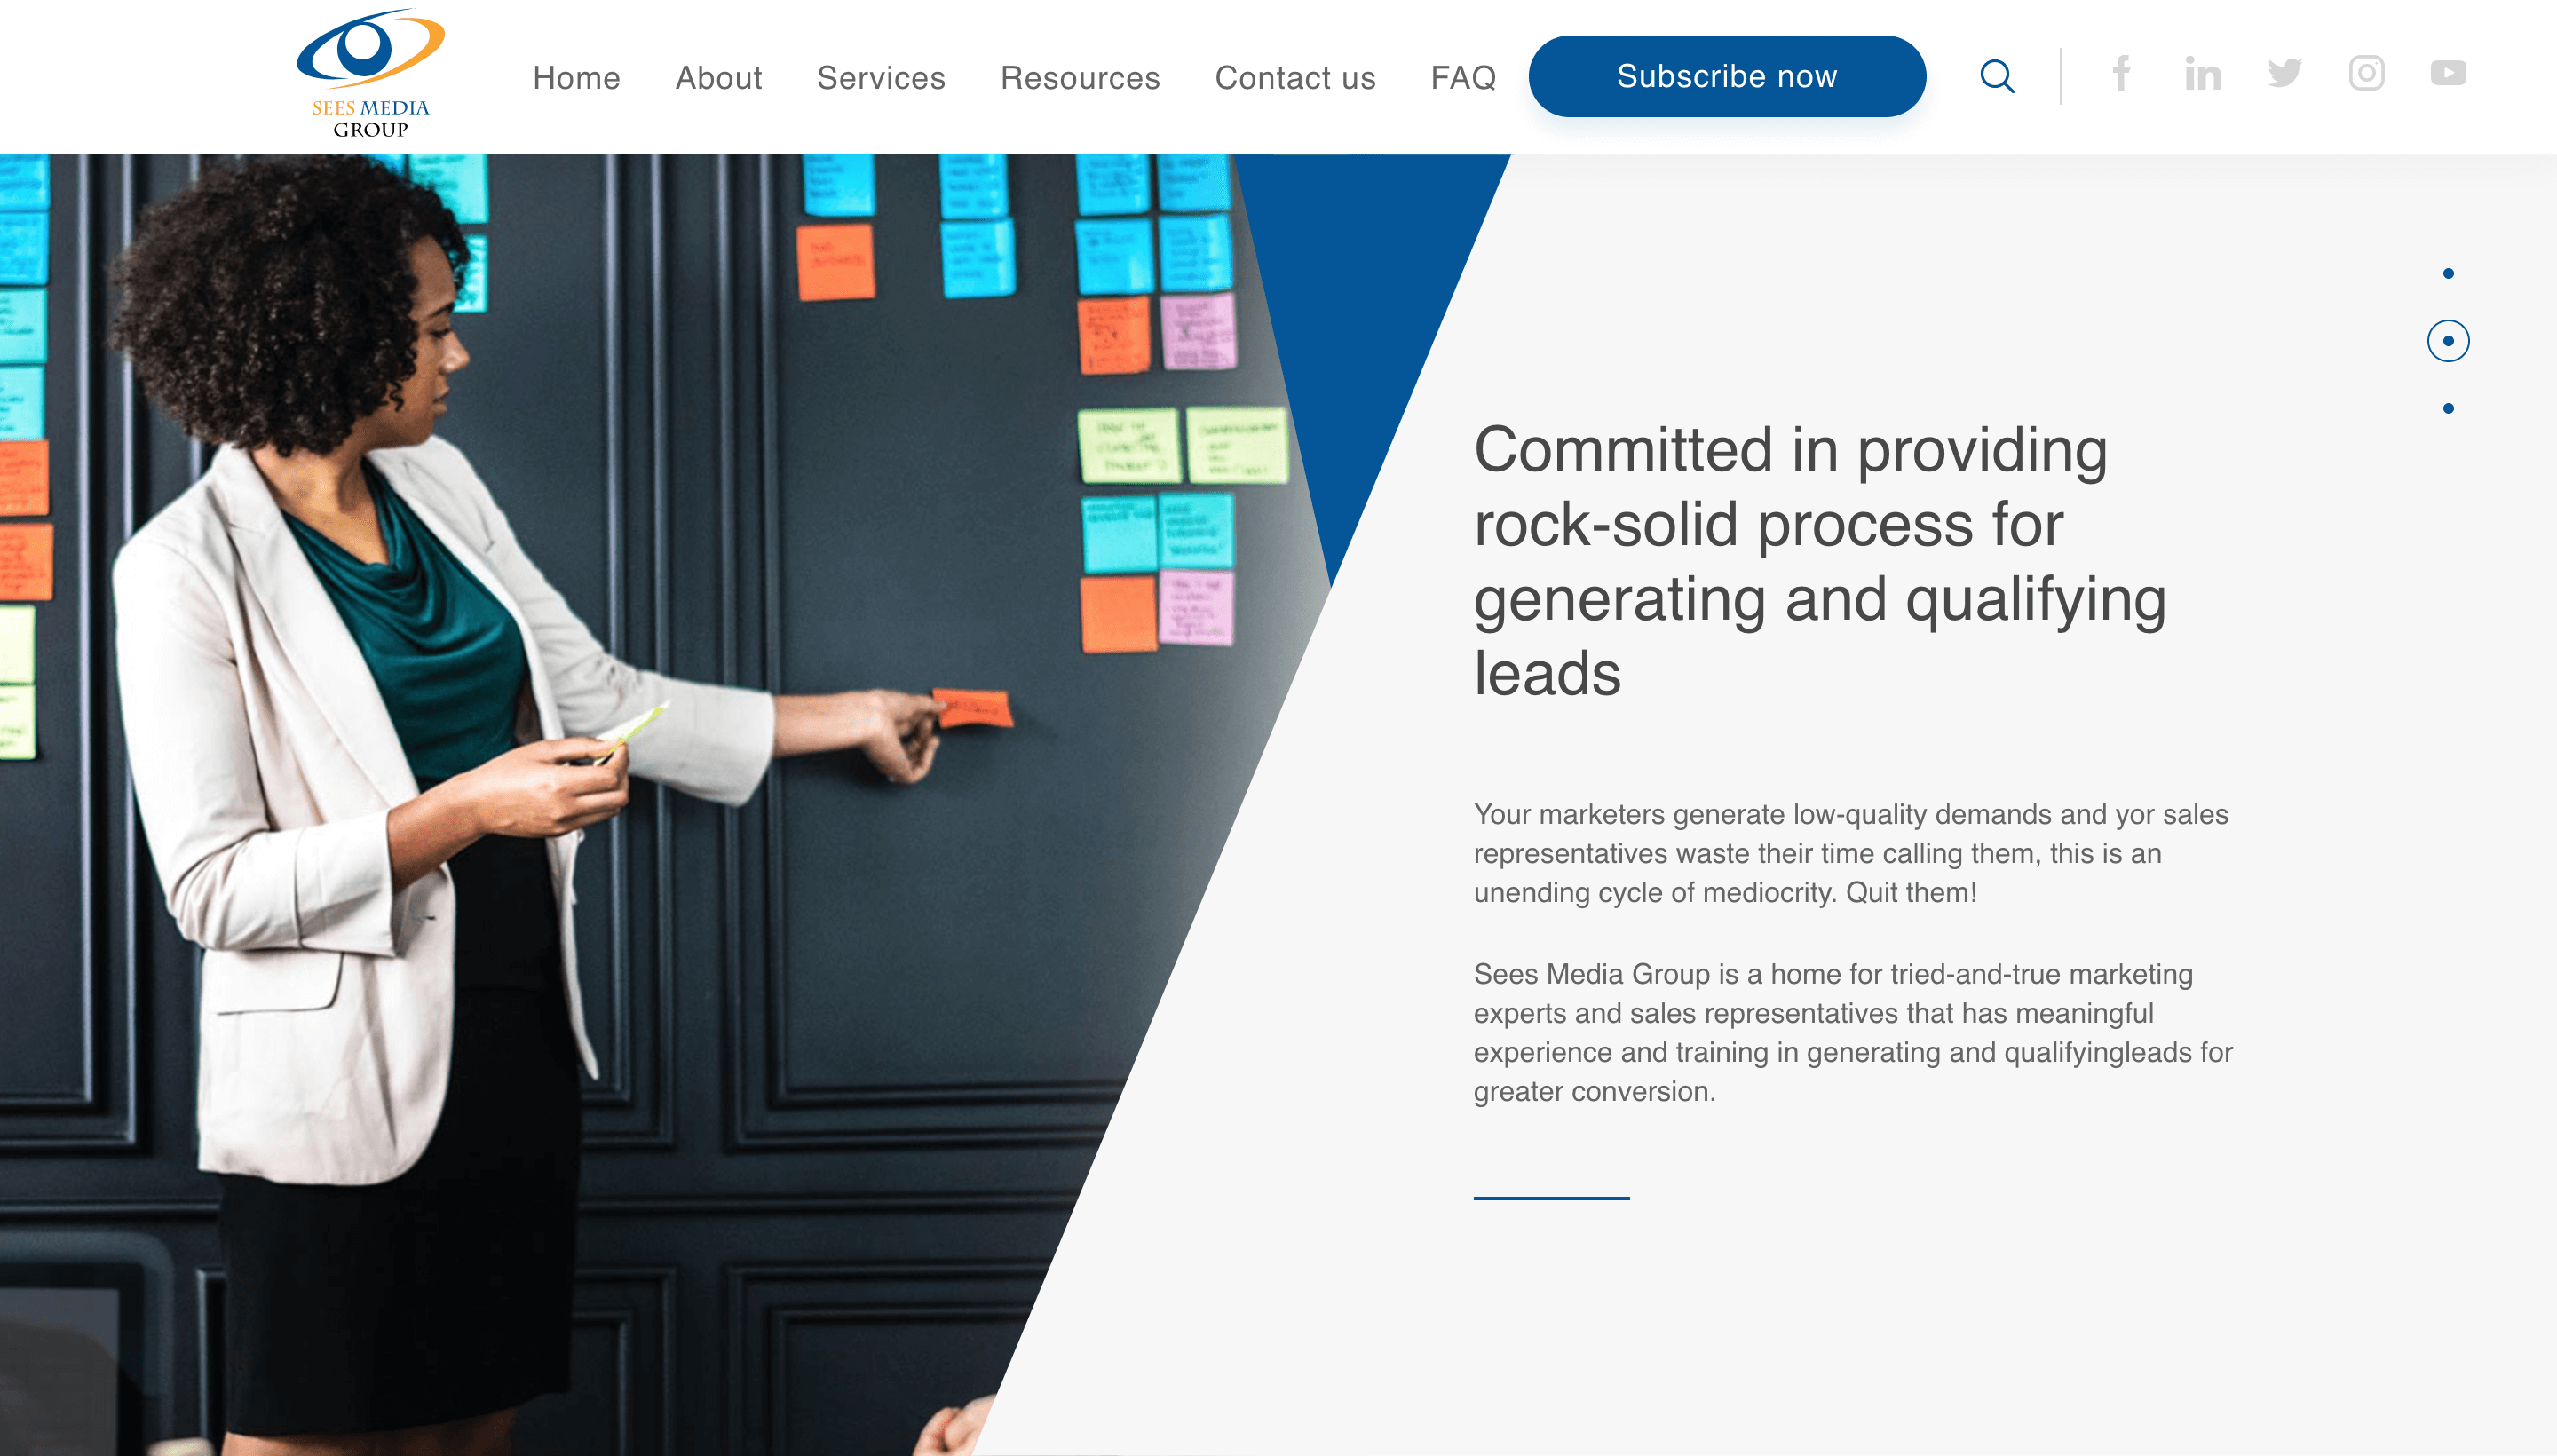 SEES MEDIA
GROUP
Home
About
Services
Resources
Contact us
FAQ
Subscribe now
Committed in providing
rock-solid process for
generating and qualifying
leads
Your marketers generate low-quality demands and yor sales
representatives waste their time calling them, this is an
unending cycle of mediocrity. Quit them!
Sees Media Group is a home for tried-and-true marketing
experts and sales representatives that has meaningful
experience and training in generating and qualifyingleads for
greater conversion.